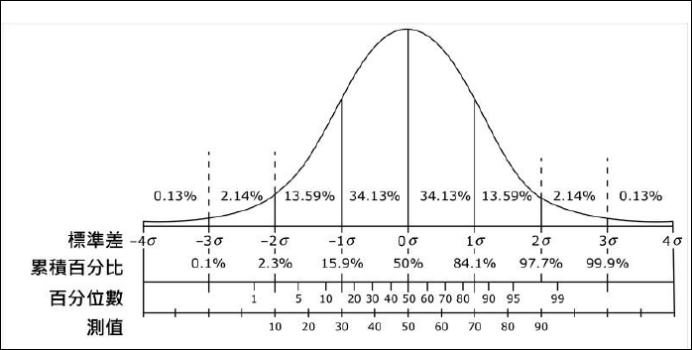 0.13% 2.14% 13.59% 34.13% 34.13% 13.59% 2.14% 0.13%
標準差 -4σ -3σ -2σ -1σ 0σ 1σ 2σ 3σ 4σ
累積百分比 0.1% 2.3% 15.9% 50% 84.1% 97.7% 99.9%
百分位數 1 5 10 20 30 40 50 60 70 80 90 95 99
測值 10 20 30 40 50 60 70 80 90